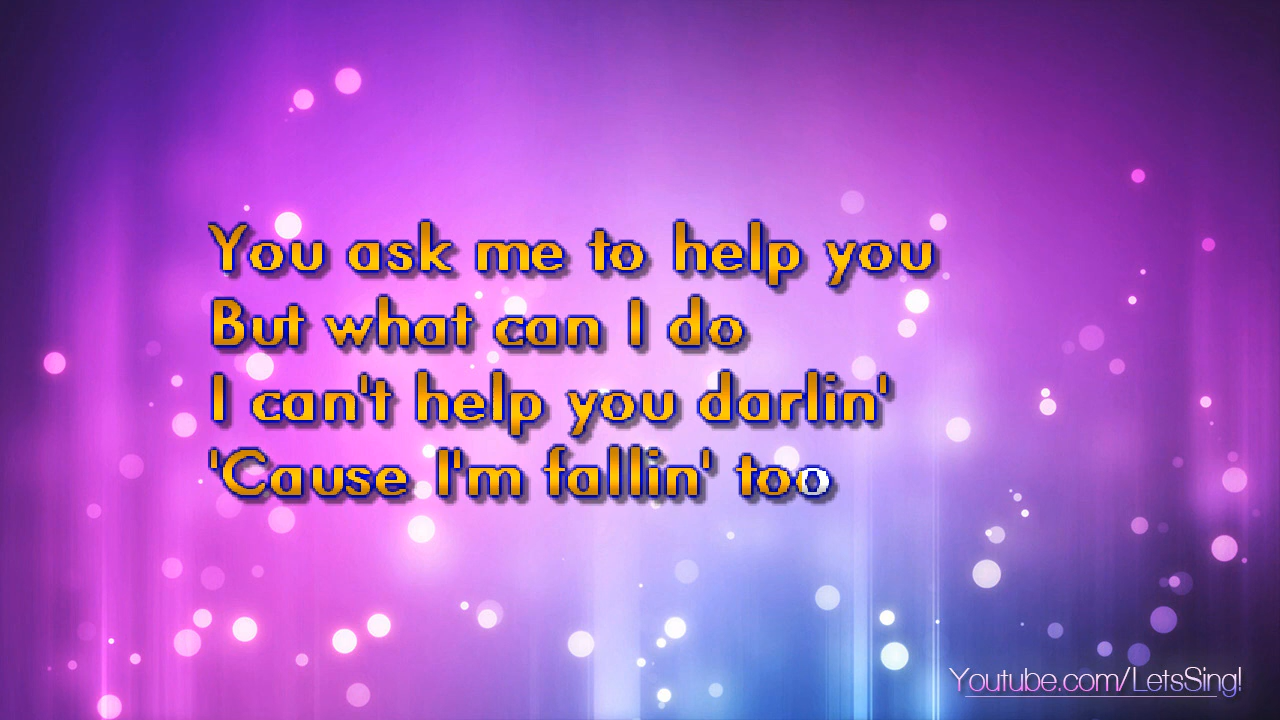 You ask me to help you
But what can I do
I can't help you darlin'
'Cause I'm fallin' too
Youtube.com/LetsSing!